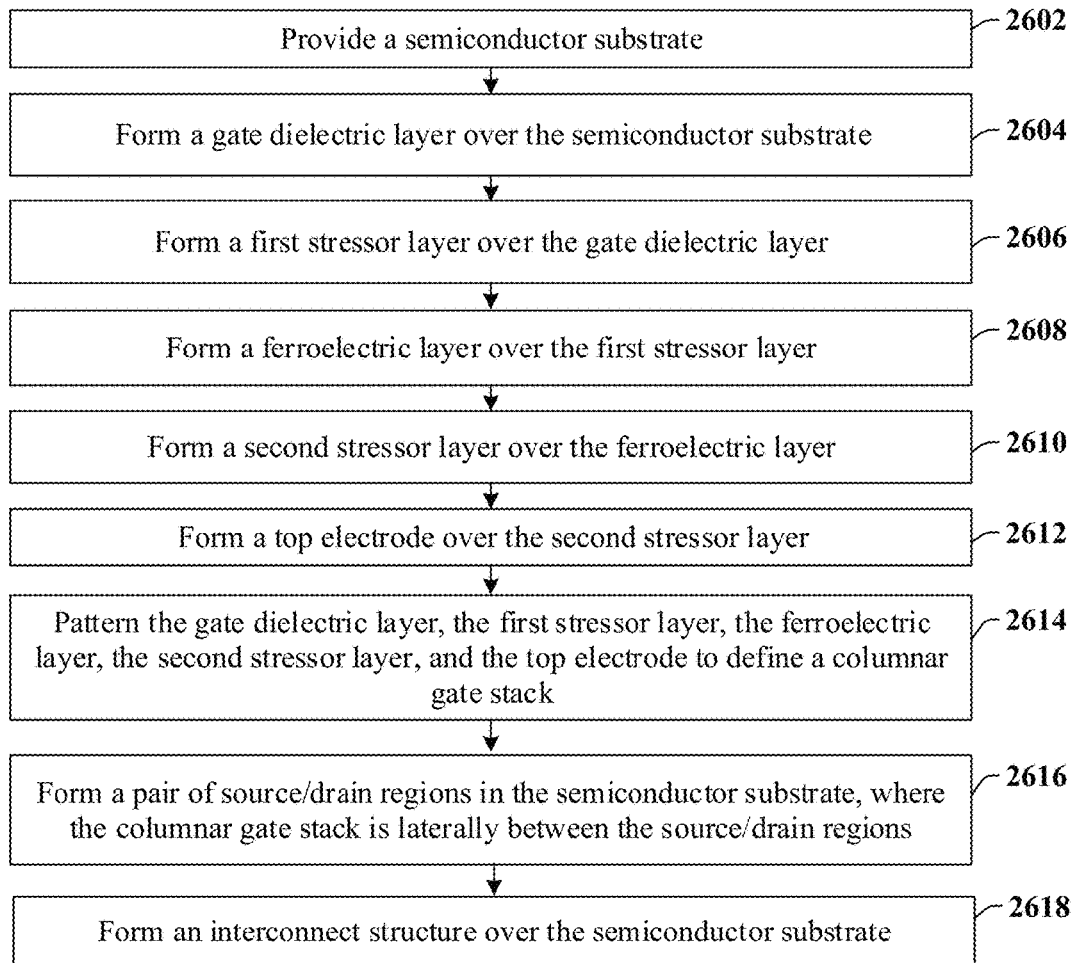 Provide a semiconductor substrate
2602
Form a gate dielectric layer over the semiconductor substrate
2604
Form a first stressor layer over the gate dielectric layer
2606
Form a ferroelectric layer over the first stressor layer
2608
Form a second stressor layer over the ferroelectric layer
2610
Form a top electrode over the second stressor layer
2612
Pattern the gate dielectric layer, the first stressor layer, the ferroelectric
layer, the second stressor layer, and the top electrode to define a columnar
gate stack
2614
Form a pair of source/drain regions in the semiconductor substrate, where
the columnar gate stack is laterally between the source/drain regions
2616
Form an interconnect structure over the semiconductor substrate
2618